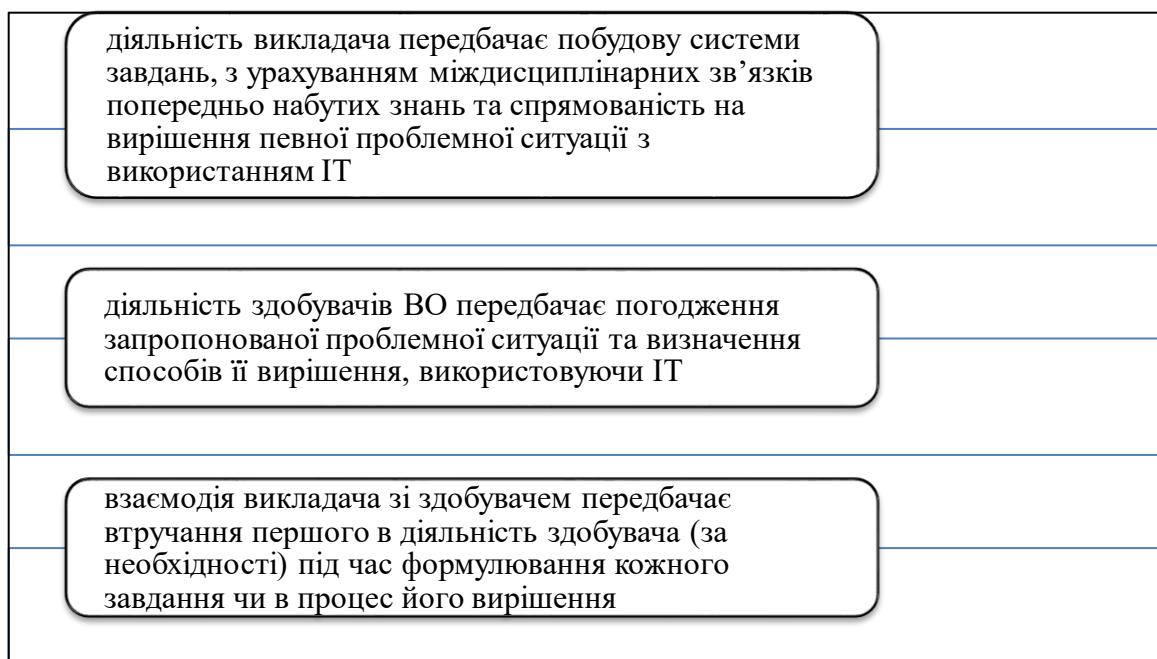 діяльність викладача передбачає побудову системи
завдань, з урахуванням міждисциплінарних зв’язків
попередньо набутих знань та спрямованість на
вирішення певної проблемної ситуації з
використанням ІТ
діяльність здобувачів ВО передбачає погодження
запропонованої проблемної ситуації та визначення
способів її вирішення, використовуючи ІТ
взаємодія викладача зі здобувачем передбачає
втручання першого в діяльність здобувача (за
необхідності) під час формулювання кожного
завдання чи в процес його вирішення